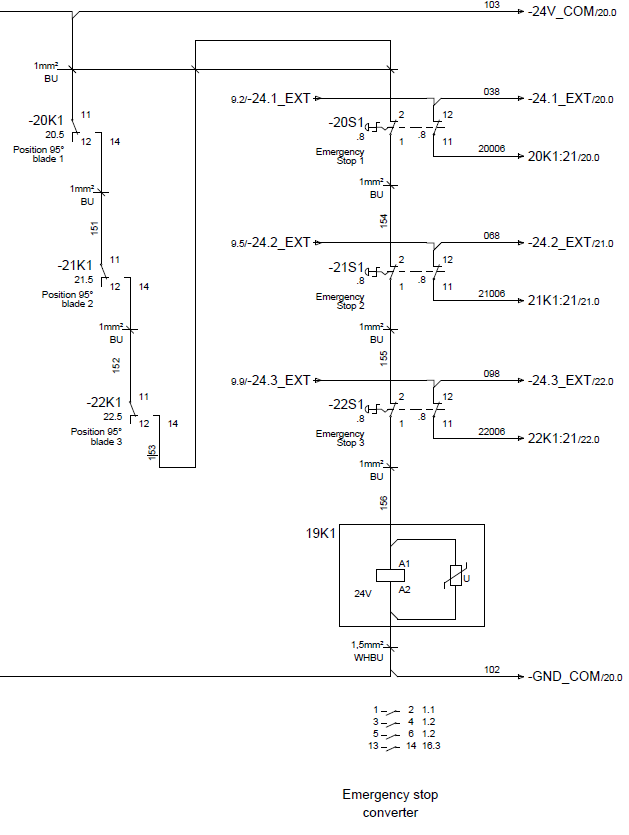 103
-24V_COM/20.0
1mm²
BU
-20K1
20.5
Position 95°
blade 1
11
12
14
1mm²
BU
151
-21K1
21.5
Position 95°
blade 2
11
12
14
1mm²
BU
152
-22K1
22.5
Position 95°
blade 3
11
12
14
153
9.2/-24.1_EXT
038
-24.1_EXT/20.0
-20S1
.8
Emergency
Stop 1
2
1
.8
12
11
20006
20K1:21/20.0
1mm²
BU
154
9.5/-24.2_EXT
068
-24.2_EXT/21.0
-21S1
.8
Emergency
Stop 2
2
1
.8
12
11
21006
21K1:21/21.0
1mm²
BU
155
9.9/-24.3_EXT
098
-24.3_EXT/22.0
-22S1
.8
Emergency
Stop 3
2
1
.8
12
11
22006
22K1:21/22.0
1mm²
BU
156
19K1
A1
A2
24V
U
1,5mm²
WHBU
102
-GND_COM/20.0
1 2 1.1
3 4 1.2
5 6 1.2
13 14 16.3
Emergency stop
converter